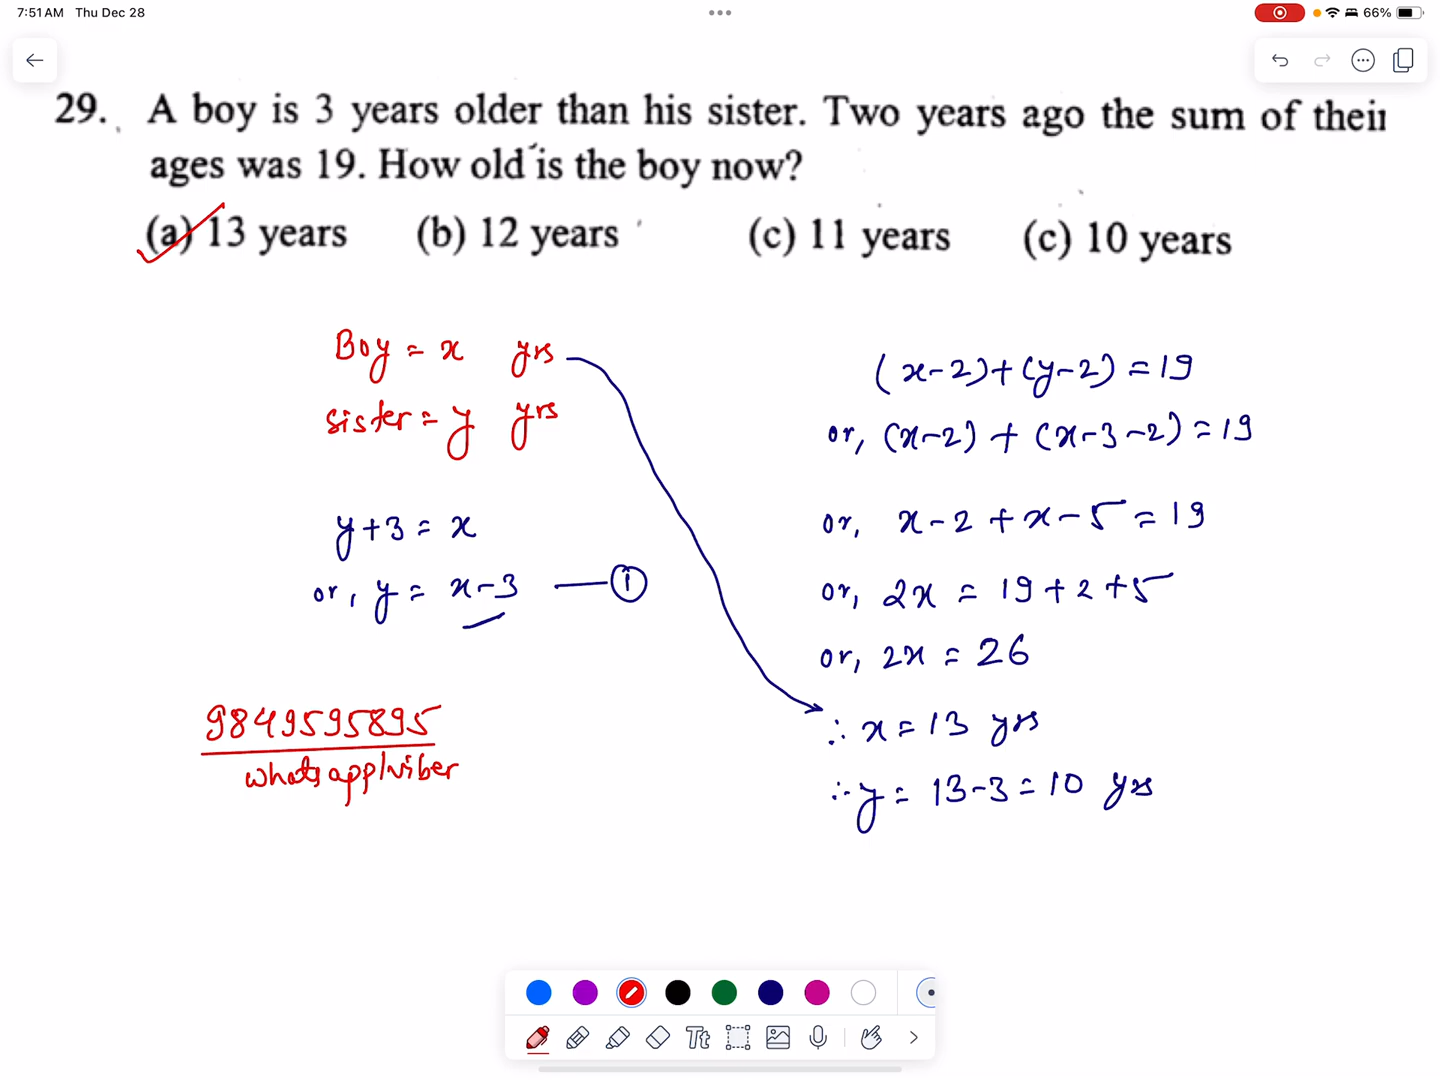 7:51 AM Thu Dec 28
66%
29. A boy is 3 years older than his sister. Two years ago the sum of their
ages was 19. How old is the boy now?
(a) 13 years (b) 12 years (c) 11 years (c) 10 years
Boy = x yrs
sister = y yrs
y+3 = x
or, y = x-3 — ①
9849595895
whatsapp/viber
(x-2)+(y-2) = 19
or, (x-2) + (x-3-2) = 19
or, x-2 + x-5 = 19
or, 2x = 19+2+5
or, 2x = 26
∴ x = 13 yrs
∴ y = 13-3 = 10 yrs
Tt